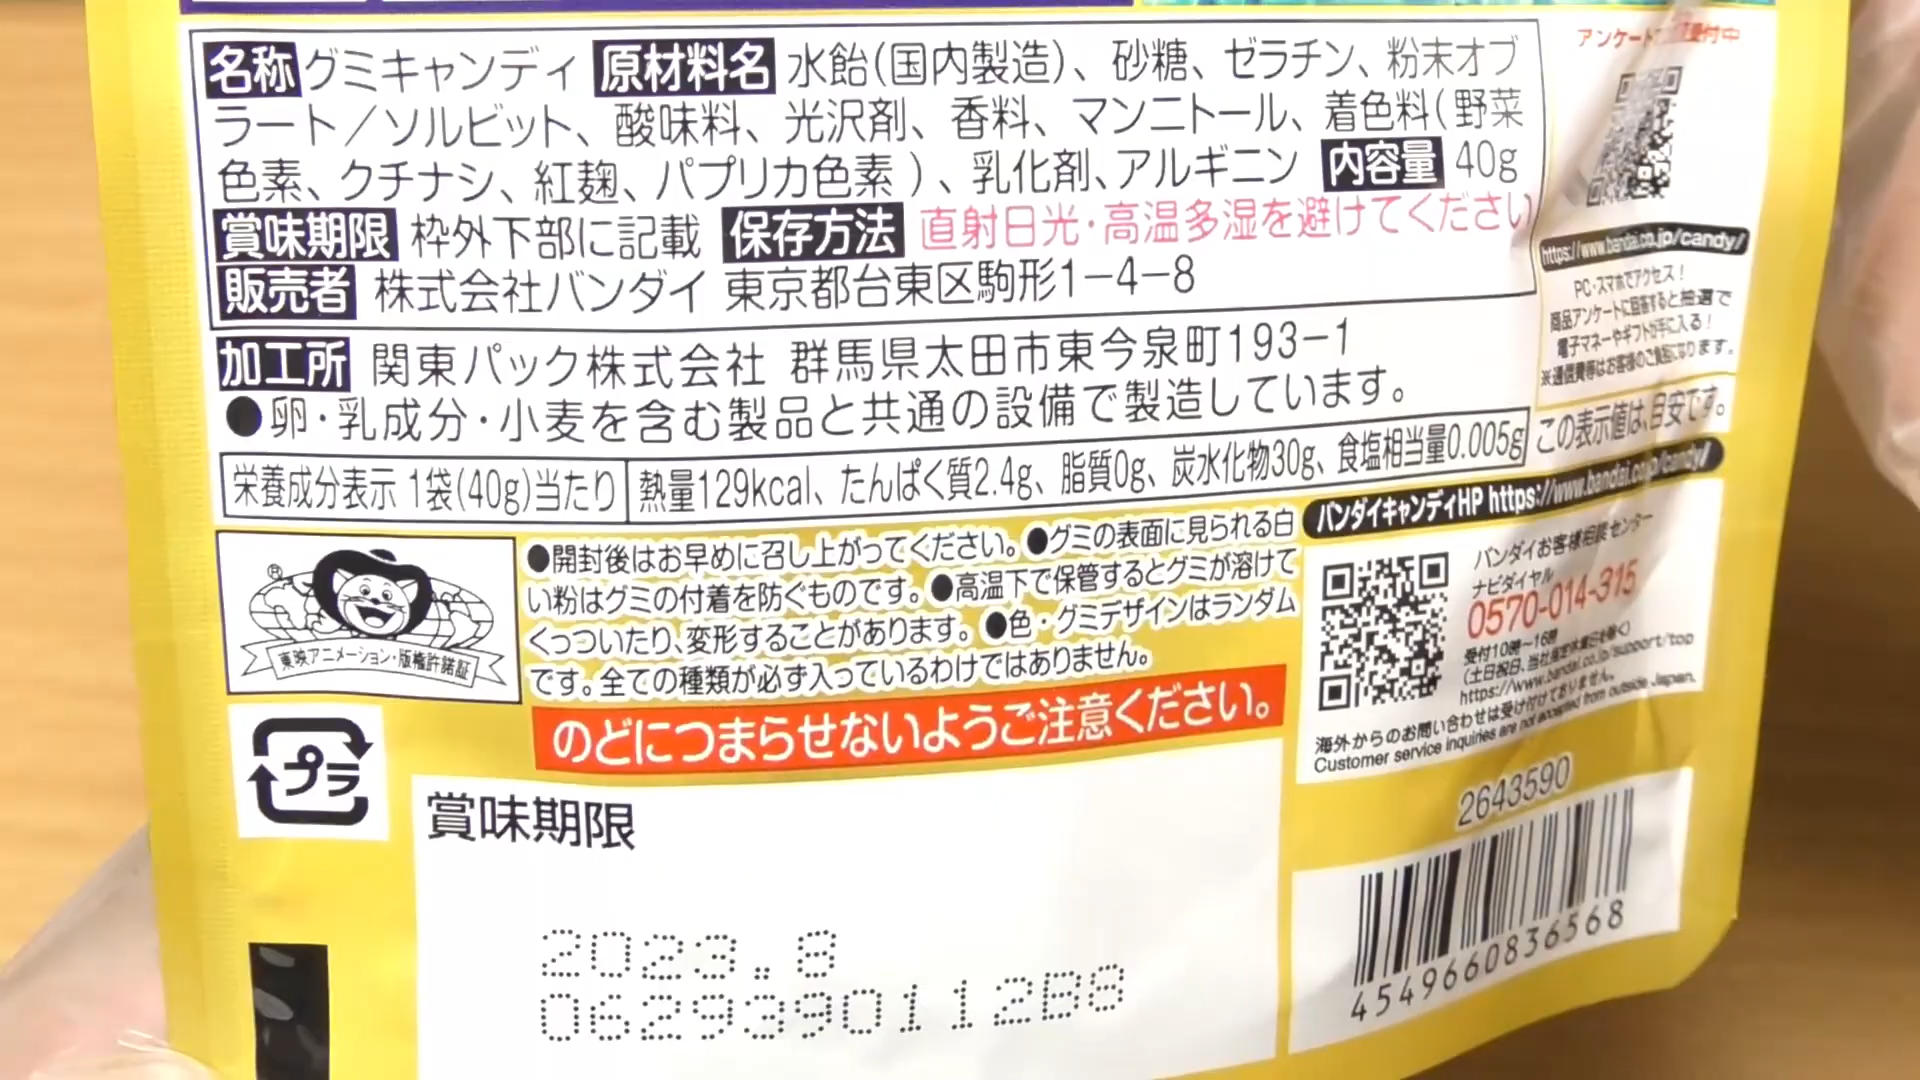 名称 グミキャンディ 原材料名 水飴(国内製造)、砂糖、ゼラチン、粉末オブ
ラート/ソルビット、酸味料、光沢剤、香料、マンニトール、着色料(野菜
色素、クチナシ、紅麹、パプリカ色素)、乳化剤、アルギニン 内容量 40g
賞味期限 枠外下部に記載 保存方法 直射日光・高温多湿を避けてください
販売者 株式会社バンダイ 東京都台東区駒形1-4-8
加工所 関東パック株式会社 群馬県太田市東今泉町193-1
●卵・乳成分・小麦を含む製品と共通の設備で製造しています。
栄養成分表示 1袋(40g)当たり 熱量129kcal、たんぱく質2.4g、脂質0g、炭水化物30g、食塩相当量0.005g この表示値は、目安です。
アンケート 受付中
https://www.bandai.co.jp/candy/
PC・スマホでアクセス!
商品アンケートに回答すると抽選で
電子マネーやギフトが手に入る!
※通信費等はお客様のご負担になります。
®
東映アニメーション・版権許諾証
●開封後はお早めに召し上がってください。●グミの表面に見られる白
い粉はグミの付着を防ぐものです。●高温下で保管するとグミが溶けて
くっついたり、変形することがあります。●色・グミデザインはランダム
です。全ての種類が必ず入っているわけではありません。
のどにつまらせないようご注意ください。
バンダイキャンディHP https://www.bandai.co.jp/candy/
バンダイお客様相談センター
ナビダイヤル
0570-014-315
受付10時~16時
(土日祝日、当社指定休業日を除く)
https://www.bandai.co.jp/support/top
海外からのお問い合わせは受け付けておりません。
Customer service inquiries are not accepted from outside Japan.
プラ
賞味期限
2023.8
0629390112B8
2643590
4549660836568